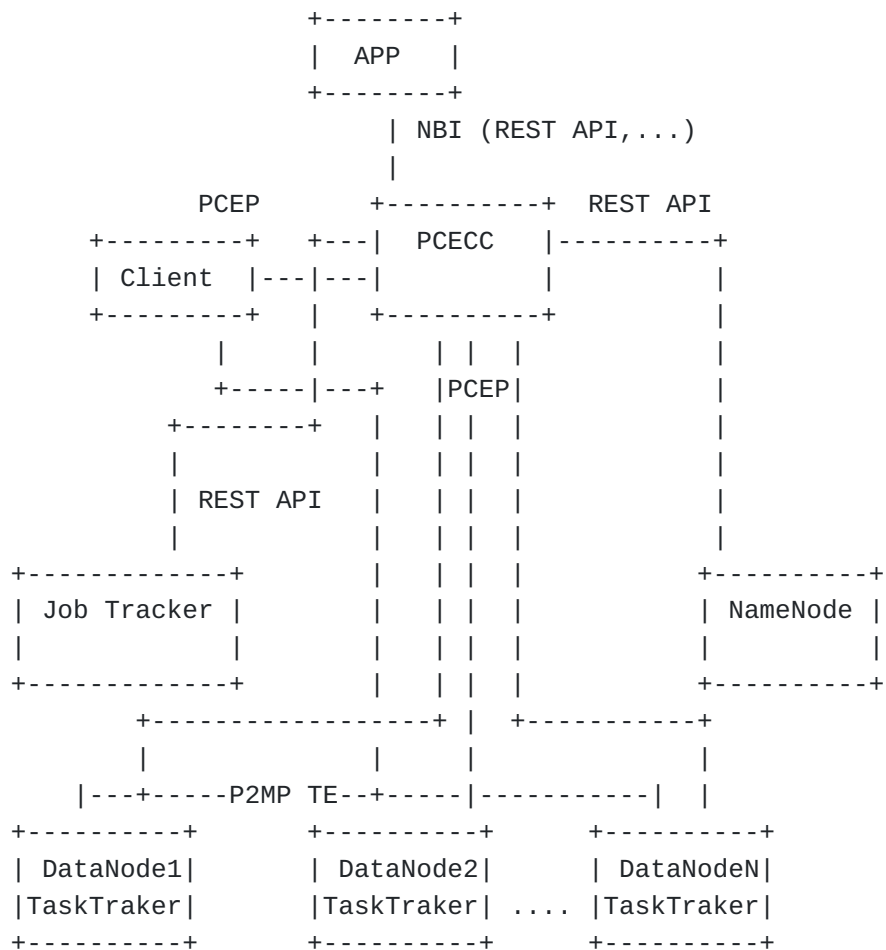 APP
NBI (REST API,...)
PCEP REST API
PCECC
Client
PCEP
REST API
Job Tracker NameNode
P2MP TE
DataNode1 DataNode2 DataNodeN
TaskTraker TaskTraker .... TaskTraker